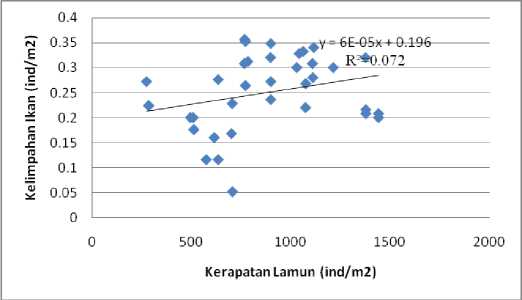 0.4
0.35
0.3
0.25
0.2
0.15
0.1
0.05
0
Kelimpahan Ikan (ind/m2)
y = 6E-05x + 0.196
R² = 0.072
0 500 1000 1500 2000
Kerapatan Lamun (ind/m2)